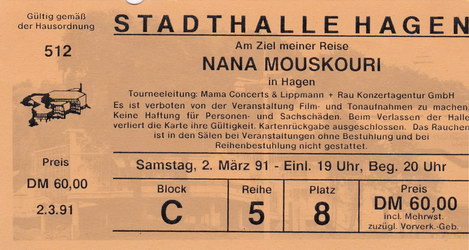 Gültig gemäß
der Hausordnung
512
Preis
DM 60,00
2.3.91
STADTHALLE HAGEN
Am Ziel meiner Reise
NANA MOUSKOURI
in Hagen
Tourneeleitung: Mama Concerts & Lippmann + Rau Konzertagentur GmbH
Es ist verboten von der Veranstaltung Film- und Tonaufnahmen zu machen.
Keine Haftung für Personen- und Sachschäden. Beim Verlassen der Halle
verliert die Karte ihre Gültigkeit. Kartenrückgabe ausgeschlossen. Das Rauchen
ist in den Sälen bei Veranstaltungen ohne Bestuhlung und bei
Reihenbestuhlung nicht gestattet.
Samstag, 2. März 91 - Einl. 19 Uhr, Beg. 20 Uhr
Block
C
Reihe
5
Platz
8
Preis
DM 60,00
incl. Mehrwst.
zuzügl. Vorverk.-Geb.